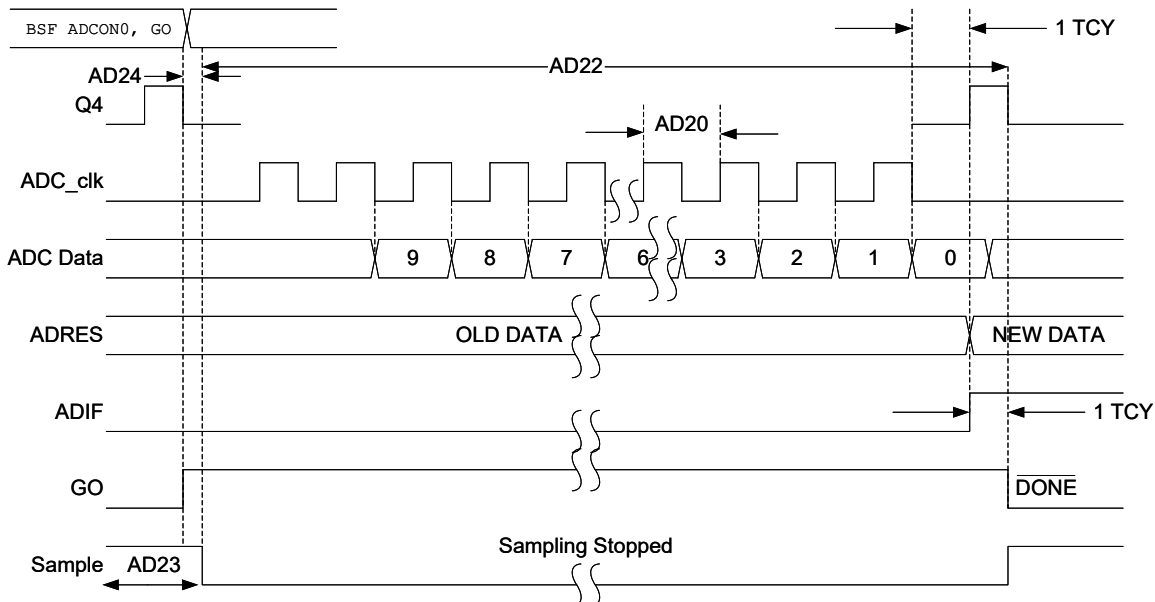 BSF ADCON0, GO
1 TCY
AD24
AD22
Q4
AD20
ADC_clk
ADC Data 9 8 7 6 3 2 1 0
ADRES OLD DATA NEW DATA
ADIF 1 TCY
GO DONE
Sampling Stopped
Sample AD23